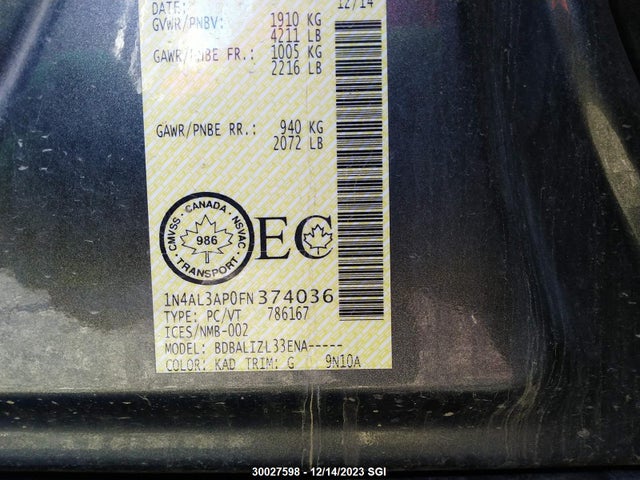 DATE: 12/14
GVWR/PNBV: 1910 KG
4211 LB
GAWR/PNBE FR.: 1005 KG
2216 LB
GAWR/PNBE RR.: 940 KG
2072 LB
CMVSS · CANADA · NSVAC · TRANSPORT ·
986
EC
1N4AL3AP0FN374036
TYPE: PC/VT 786167
ICES/NMB-002
MODEL: BDBALIZL33ENA-----
COLOR: KAD TRIM: G 9N10A
30027598 - 12/14/2023 SGI